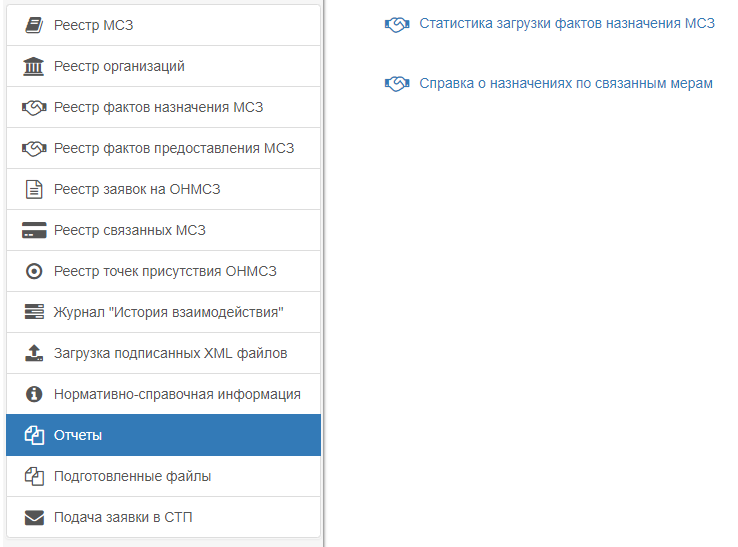 Реестр МСЗ
Реестр организаций
Реестр фактов назначения МСЗ
Реестр фактов предоставления МСЗ
Реестр заявок на ОНМСЗ
Реестр связанных МСЗ
Реестр точек присутствия ОНМСЗ
Журнал "История взаимодействия"
Загрузка подписанных XML файлов
Нормативно-справочная информация
Отчеты
Подготовленные файлы
Подача заявки в СТП
Статистика загрузки фактов назначения МСЗ
Справка о назначениях по связанным мерам